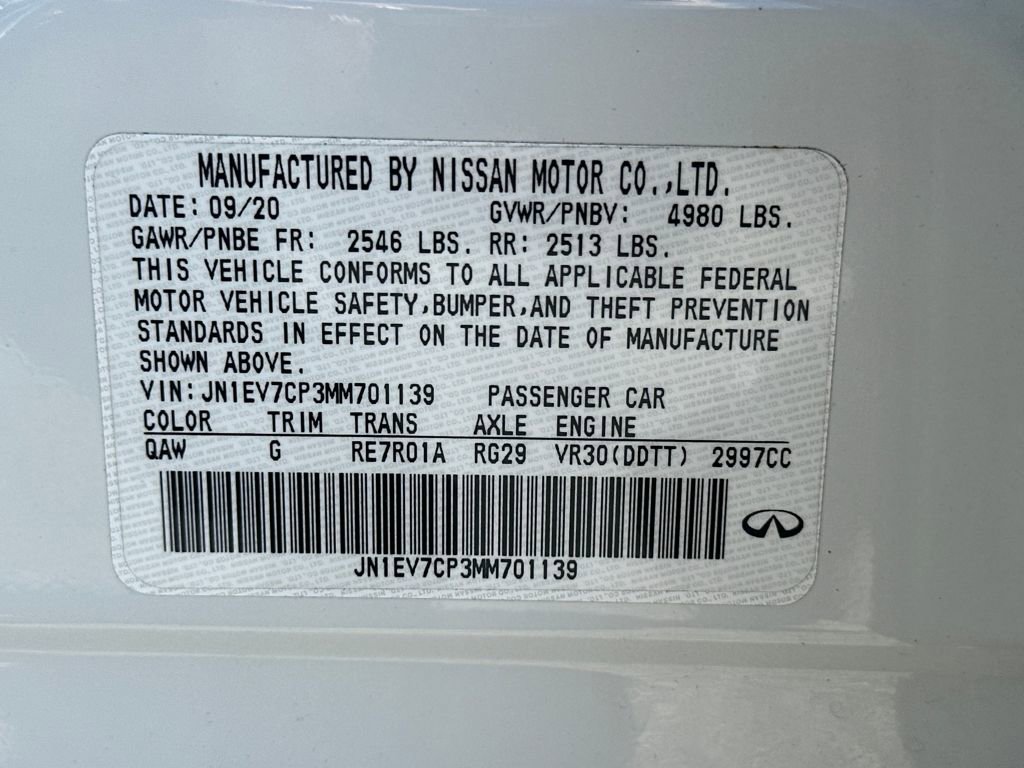 MANUFACTURED BY NISSAN MOTOR CO.,LTD.
DATE: 09/20 GVWR/PNBV: 4980 LBS.
GAWR/PNBE FR: 2546 LBS. RR: 2513 LBS.
THIS VEHICLE CONFORMS TO ALL APPLICABLE FEDERAL
MOTOR VEHICLE SAFETY,BUMPER,AND THEFT PREVENTION
STANDARDS IN EFFECT ON THE DATE OF MANUFACTURE
SHOWN ABOVE.
VIN: JN1EV7CP3MM701139 PASSENGER CAR
COLOR TRIM TRANS AXLE ENGINE
QAW G RE7R01A RG29 VR30(DDTT) 2997CC
JN1EV7CP3MM701139